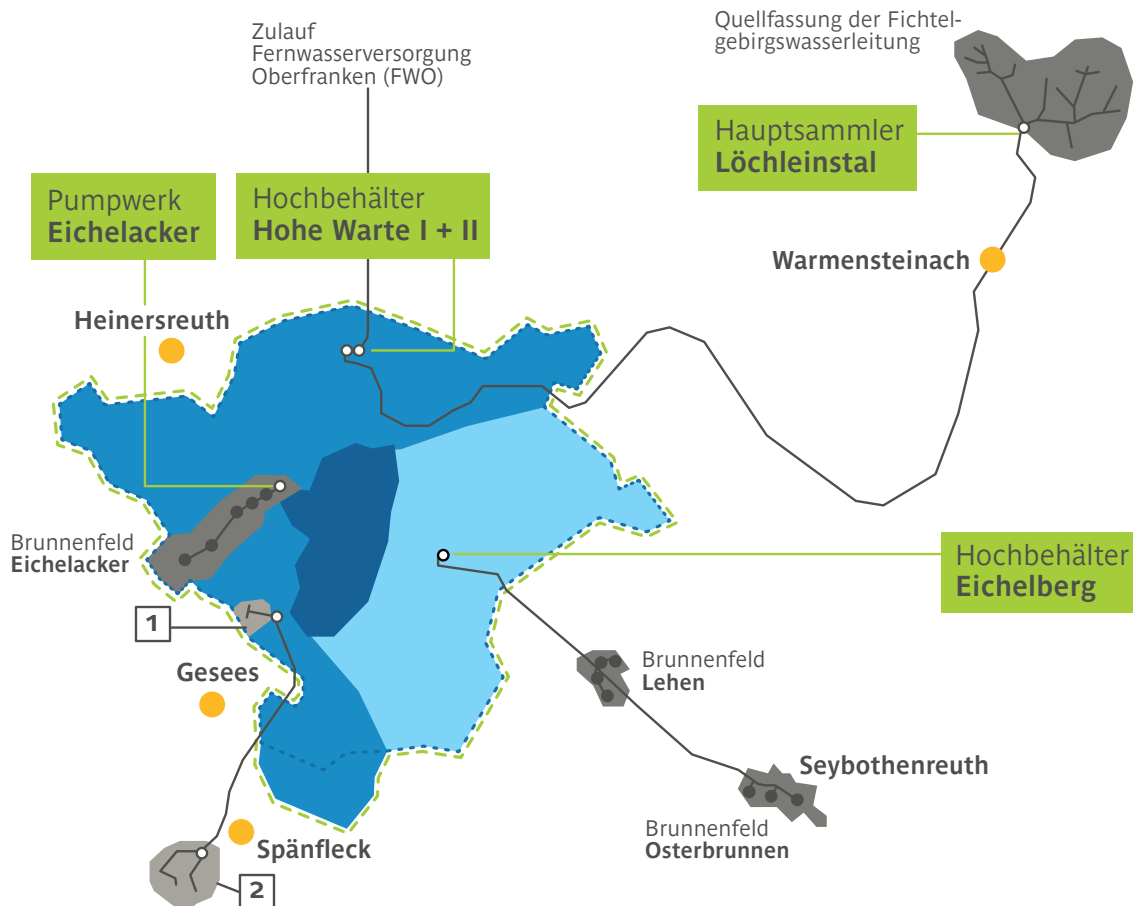 Zulauf
Fernwasserversorgung
Oberfranken (FWO)
Quellfassung der Fichtel-
gebirgswasserleitung
Hauptsammler
Löchleinstal
Pumpwerk
Eichelacker
Hochbehälter
Hohe Warte I + II
Warmensteinach
Heinersreuth
Brunnenfeld
Eichelacker
Hochbehälter
Eichelberg
1
Gesees
Brunnenfeld
Lehen
Seybothenreuth
Brunnenfeld
Osterbrunnen
Spänfleck
2